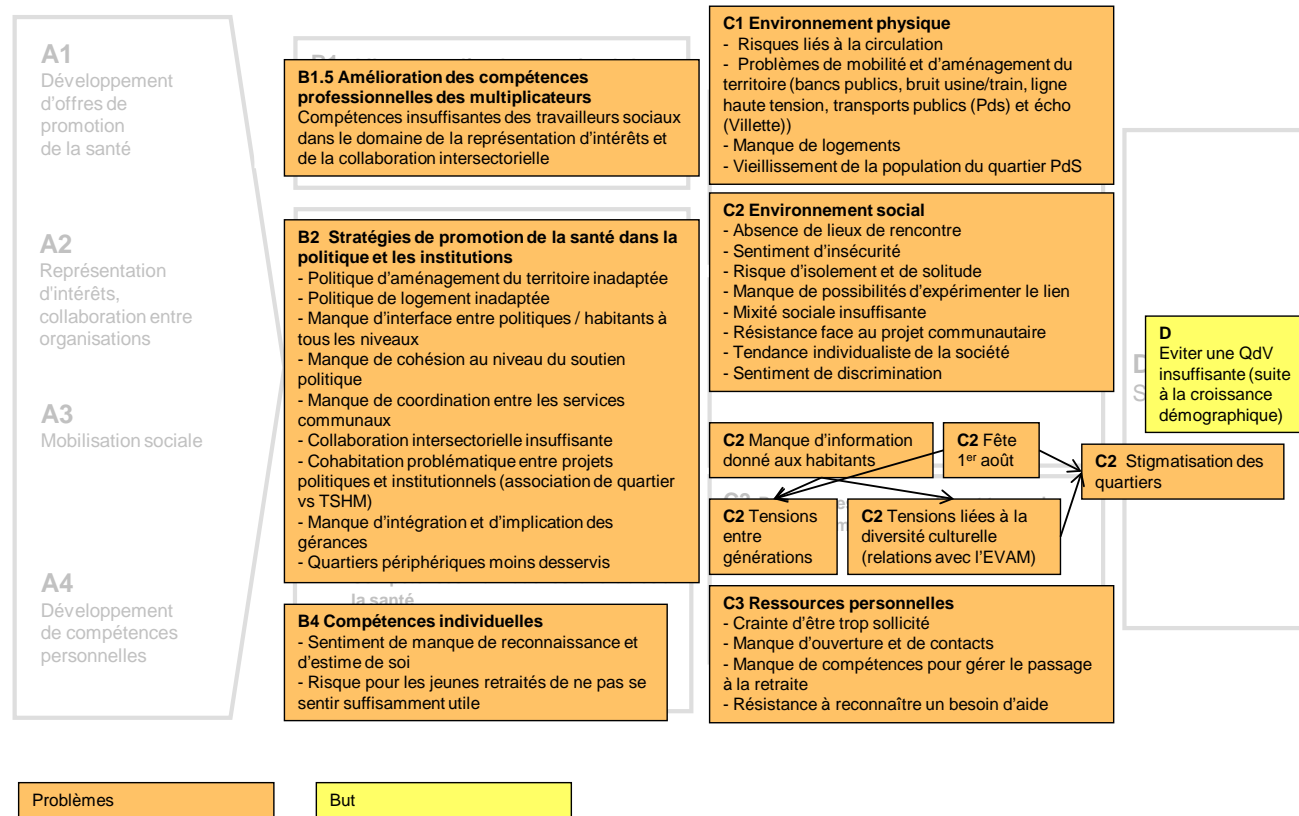 A1
Développement
d'offres de
promotion
de la santé
A2
Représentation
d'intérêts,
collaboration entre
organisations
A3
Mobilisation sociale
A4
Développement
de compétences
personnelles
B1.5 Amélioration des compétences
professionnelles des multiplicateurs
Compétences insuffisantes des travailleurs sociaux
dans le domaine de la représentation d'intérêts et
de la collaboration intersectorielle
B2 Stratégies de promotion de la santé dans la
politique et les institutions
- Politique d'aménagement du territoire inadaptée
- Politique de logement inadaptée
- Manque d'interface entre politiques / habitants à
tous les niveaux
- Manque de cohésion au niveau du soutien
politique
- Manque de coordination entre les services
communaux
- Collaboration intersectorielle insuffisante
- Cohabitation problématique entre projets
politiques et institutionnels (association de quartier
vs TSHM)
- Manque d'intégration et d'implication des
gérances
- Quartiers périphériques moins desservis
la santé
B4 Compétences individuelles
- Sentiment de manque de reconnaissance et
d'estime de soi
- Risque pour les jeunes retraités de ne pas se
sentir suffisamment utile
C1 Environnement physique
- Risques liés à la circulation
- Problèmes de mobilité et d'aménagement du
territoire (bancs publics, bruit usine/train, ligne
haute tension, transports publics (Pds) et écho
(Villette))
- Manque de logements
- Vieillissement de la population du quartier PdS
C2 Environnement social
- Absence de lieux de rencontre
- Sentiment d'insécurité
- Risque d'isolement et de solitude
- Manque de possibilités d'expérimenter le lien
- Mixité sociale insuffisante
- Résistance face au projet communautaire
- Tendance individualiste de la société
- Sentiment de discrimination
C2 Manque d'information
donné aux habitants
C2 Fête
1er août
C2 Stigmatisation des
quartiers
C2 Tensions
entre
générations
C2 Tensions liées à la
diversité culturelle
(relations avec l'EVAM)
C3 Ressources personnelles
- Crainte d'être trop sollicité
- Manque d'ouverture et de contacts
- Manque de compétences pour gérer le passage
à la retraite
- Résistance à reconnaître un besoin d'aide
D
Eviter une QdV
insuffisante (suite
à la croissance
démographique)
Problèmes
But